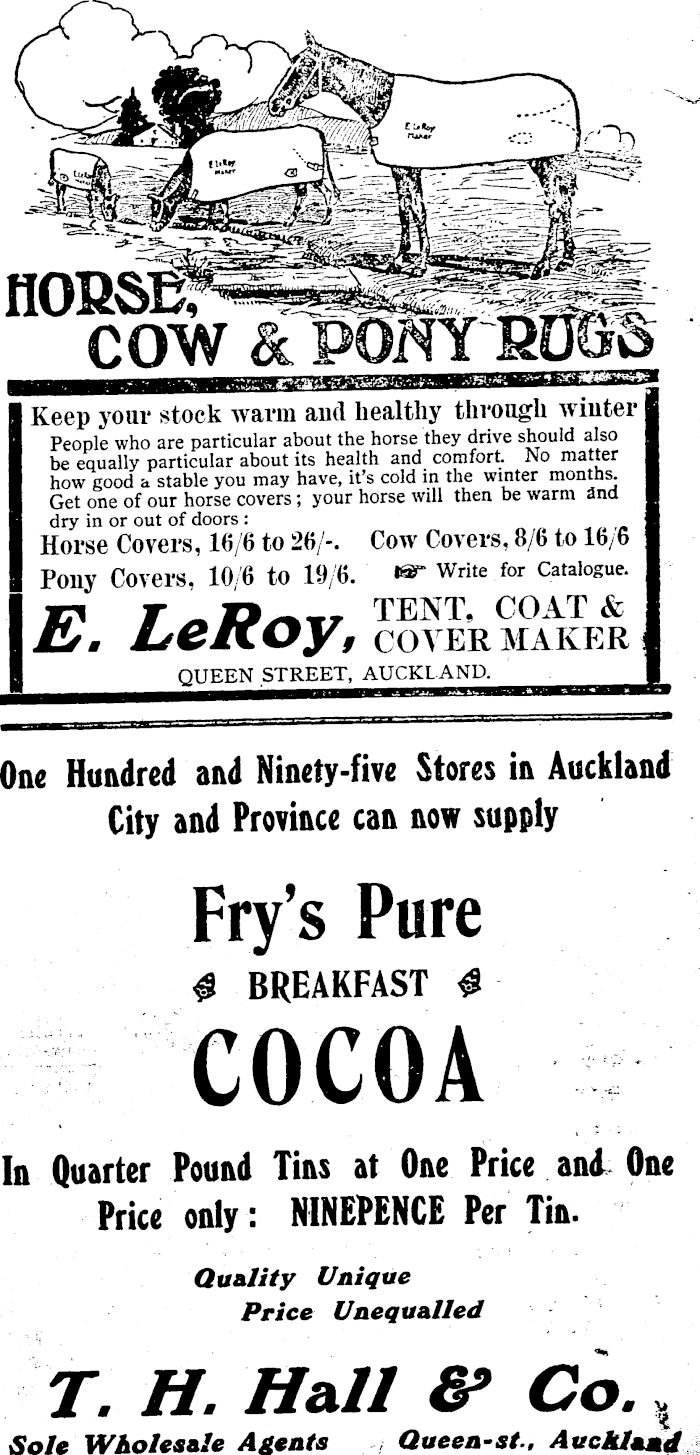 E LeRoy
Maker
E LeRoy
Maker
E LeRoy
HORSE,
COW & PONY RUGS
Keep your stock warm and healthy through winter
People who are particular about the horse they drive should also
be equally particular about its health and comfort. No matter
how good a stable you may have, it's cold in the winter months.
Get one of our horse covers; your horse will then be warm and
dry in or out of doors:
Horse Covers, 16/6 to 26/-. Cow Covers, 8/6 to 16/6
Pony Covers, 10/6 to 19/6. ☞ Write for Catalogue.
E. LeRoy, TENT, COAT &
COVER MAKER
QUEEN STREET, AUCKLAND.
One Hundred and Ninety-five Stores in Auckland
City and Province can now supply
Fry's Pure
BREAKFAST
COCOA
In Quarter Pound Tins at One Price and One
Price only: NINEPENCE Per Tin.
Quality Unique
Price Unequalled
T. H. Hall & Co.
Sole Wholesale Agents Queen-st., Auckland